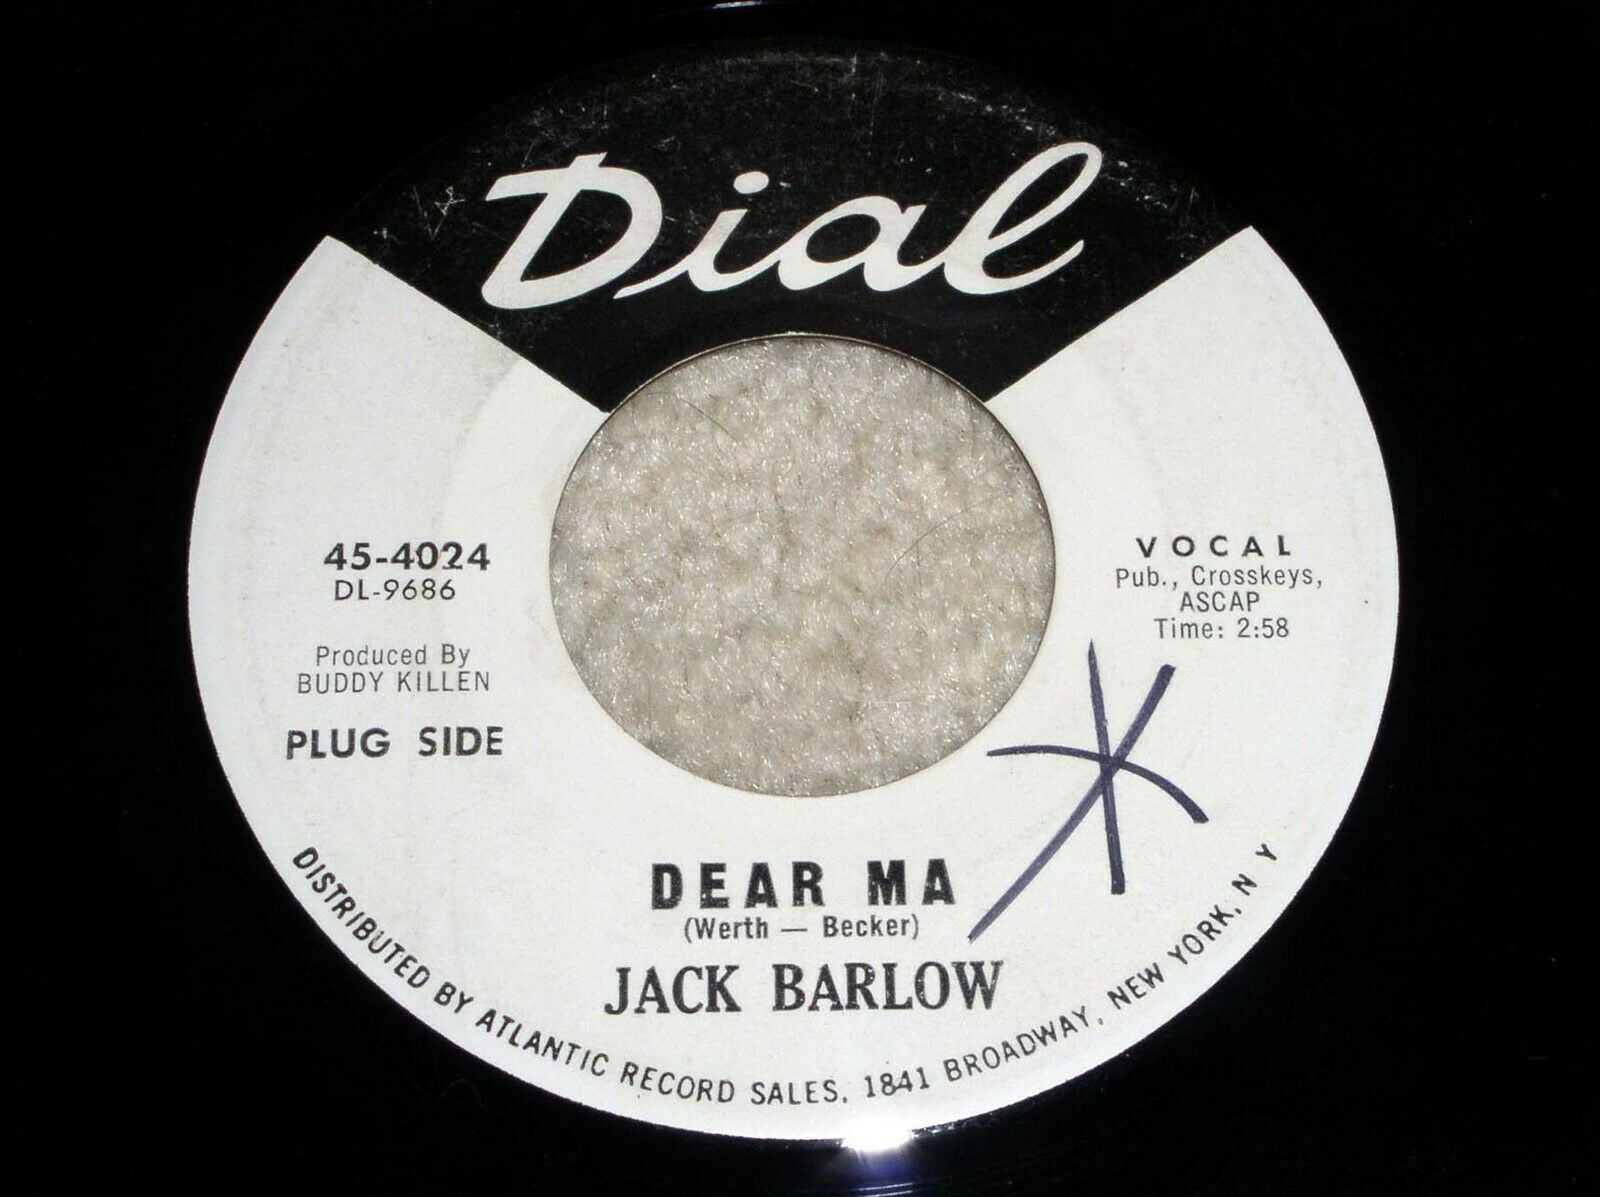 Dial
45-4024
DL-9686
Produced By
BUDDY KILLEN
PLUG SIDE
VOCAL
Pub., Crosskeys,
ASCAP
Time: 2:58
DEAR MA
(Werth — Becker)
JACK BARLOW
DISTRIBUTED BY ATLANTIC RECORD SALES, 1841 BROADWAY, NEW YORK, N Y